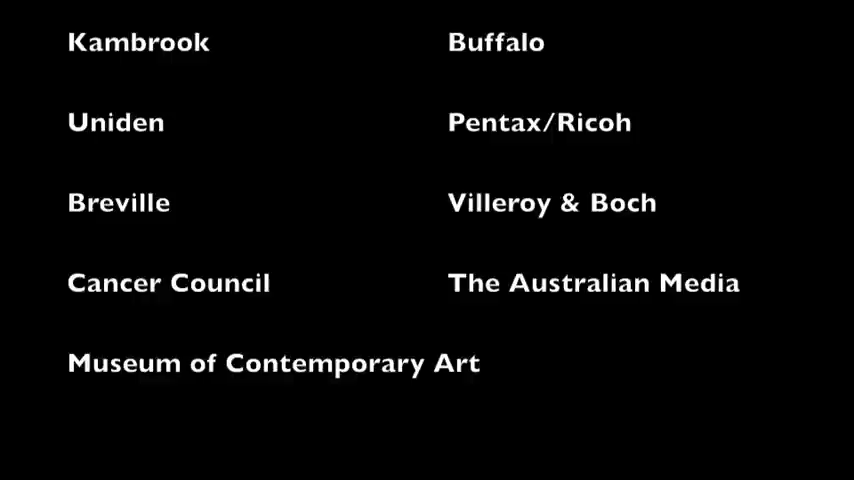 Kambrook Buffalo
Uniden Pentax/Ricoh
Breville Villeroy & Boch
Cancer Council The Australian Media
Museum of Contemporary Art